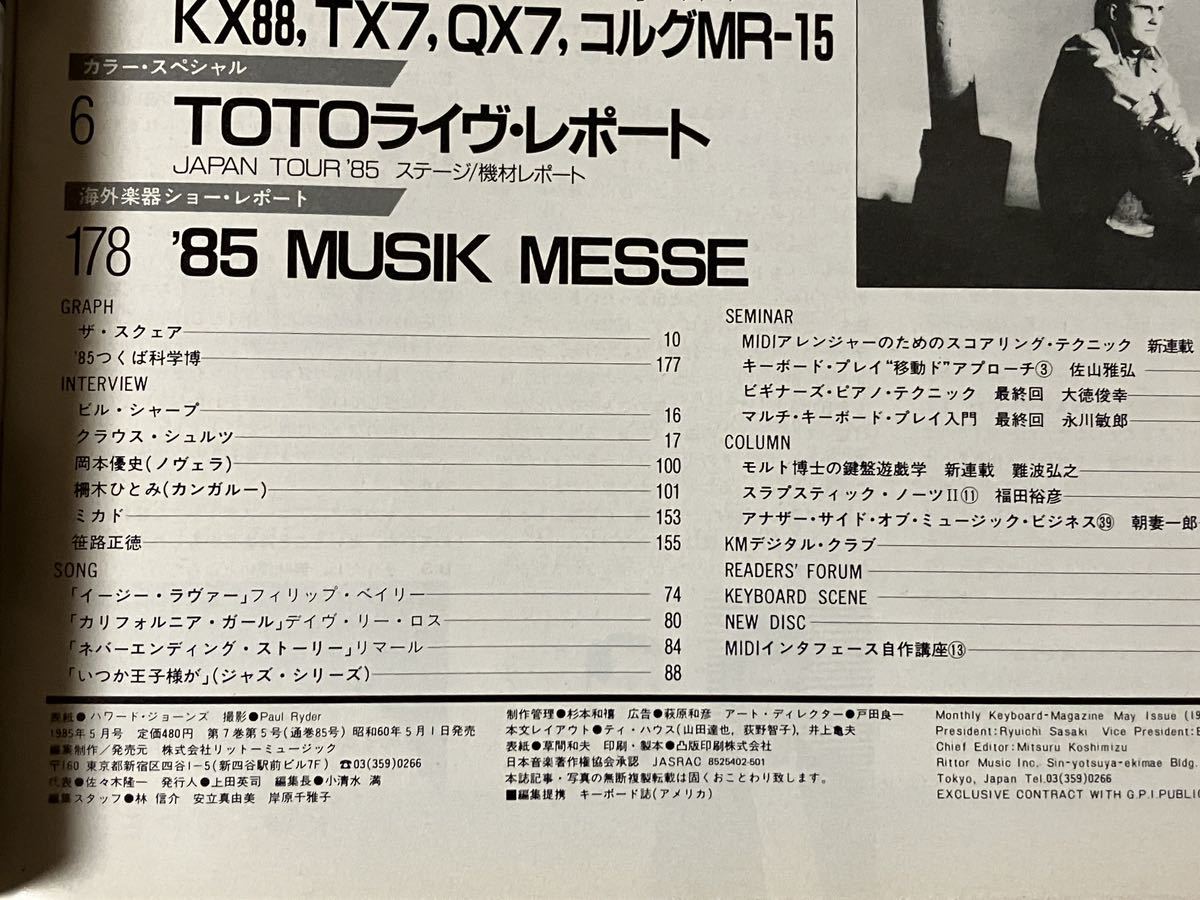 KX88, TX7, QX7, コルグMR-15
カラー・スペシャル
6 TOTOライヴ・レポート
JAPAN TOUR '85 ステージ/機材レポート
海外楽器ショー・レポート
178 '85 MUSIK MESSE
GRAPH
ザ・スクェア 10
'85つくば科学博 177
INTERVIEW
ビル・シャープ 16
クラウス・シュルツ 17
岡本優史(ノヴェラ) 100
柵木ひとみ(カンガルー) 101
ミカド 153
笹路正徳 155
SONG
「イージー・ラヴァー」フィリップ・ベイリー 74
「カリフォルニア・ガール」デイヴ・リー・ロス 80
「ネバーエンディング・ストーリー」リマール 84
「いつか王子様が」(ジャズ・シリーズ) 88
SEMINAR
MIDIアレンジャーのためのスコアリング・テクニック 新連載
キーボード・プレイ“移動ド”アプローチ③ 佐山雅弘
ビギナーズ・ピアノ・テクニック 最終回 大徳俊幸
マルチ・キーボード・プレイ入門 最終回 永川敏郎
COLUMN
モルト博士の鍵盤遊戯学 新連載 難波弘之
スラプスティック・ノーツII⑪ 福田裕彦
アナザー・サイド・オブ・ミュージック・ビジネス㊴ 朝妻一郎
KMデジタル・クラブ
READERS' FORUM
KEYBOARD SCENE
NEW DISC
MIDIインタフェース自作講座⑬
表紙●ハワード・ジョーンズ 撮影●Paul Ryder
1985年5月号 定価480円 第7巻第5号(通巻85号) 昭和60年5月1日発売
編集制作/発売元 株式会社リットーミュージック
〒160 東京都新宿区四谷1-5(新四谷駅前ビル7F) ☎03(359)0266
代表●佐々木隆一 発行人●上田英司 編集長●小清水 満
編集スタッフ●林 信介 安立真由美 岸原千雅子
制作管理●杉本和禧 広告●萩原和彦 アート・ディレクター●戸田良一
本文レイアウト●ティ・ハウス(山田達也, 荻野智子), 井上亀夫
表紙●草間和夫 印刷・製本●凸版印刷株式会社
日本音楽著作権協会承認 JASRAC 8525402-501
本誌記事・写真の無断複製転載は固くおことわり致します。
■編集提携 キーボード誌(アメリカ)
Monthly Keyboard-Magazine May Issue (19
President: Ryuichi Sasaki Vice President: E
Chief Editor: Mitsuru Koshimizu
Rittor Music Inc. Sin-yotsuya-ekimae Bldg.
Tokyo, Japan Tel.03(359)0266
EXCLUSIVE CONTRACT WITH G.P.I.PUBLIC